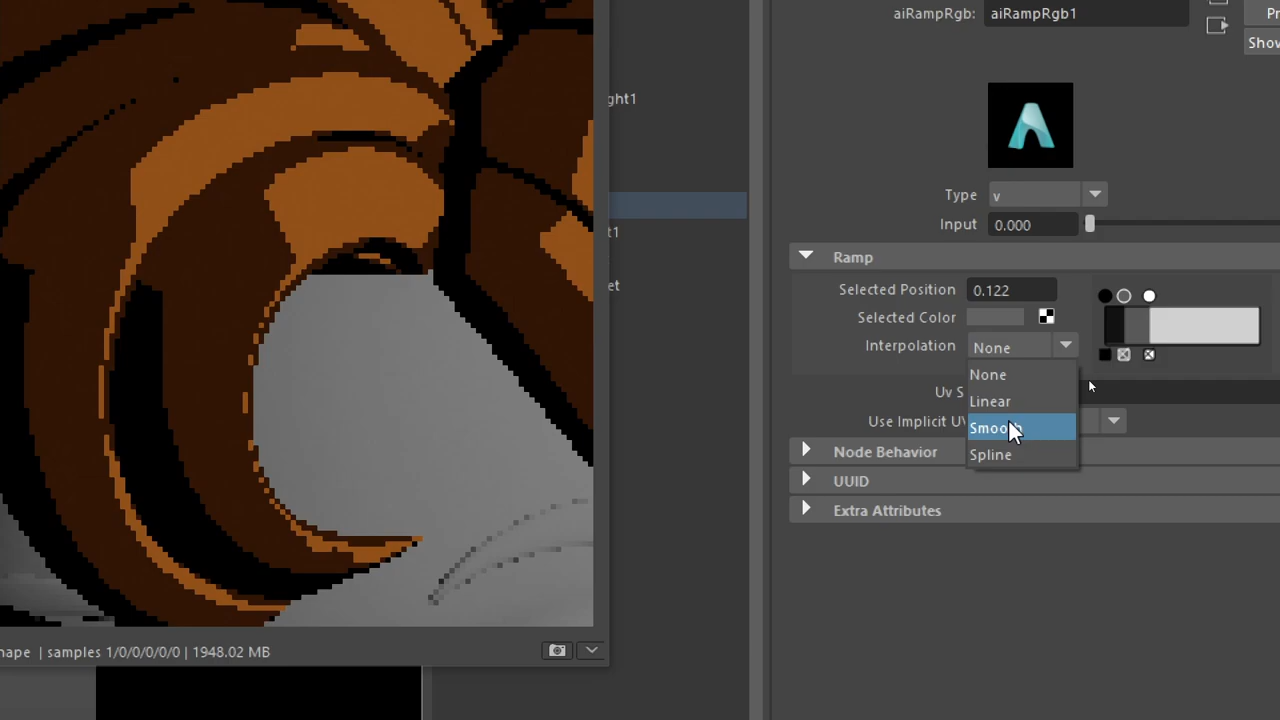 aiRampRgb: aiRampRgb1
Show
ght1
Type v
t1
Input 0.000
Ramp
et
Selected Position 0.122
Selected Color
Interpolation None
None
Uv S
Linear
Use Implicit UV
Smooth
Node Behavior
Spline
UUID
Extra Attributes
hape | samples 1/0/0/0/0/0 | 1948.02 MB